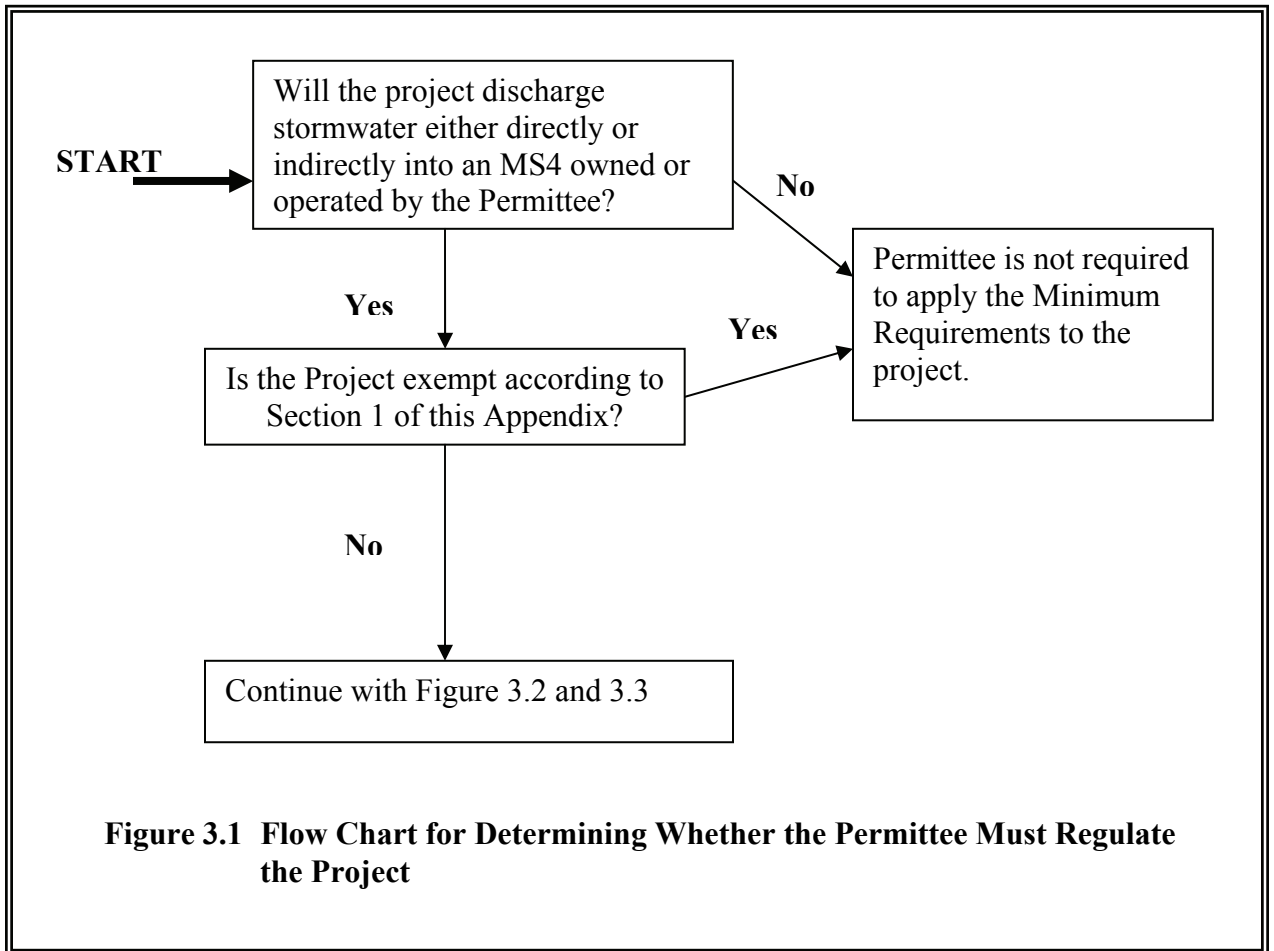 Will the project discharge
stormwater either directly or
indirectly into an MS4 owned or
operated by the Permittee?
START
No
Permittee is not required
to apply the Minimum
Requirements to the
project.
Yes
Yes
Is the Project exempt according to
Section 1 of this Appendix?
No
Continue with Figure 3.2 and 3.3
Figure 3.1 Flow Chart for Determining Whether the Permittee Must Regulate
the Project